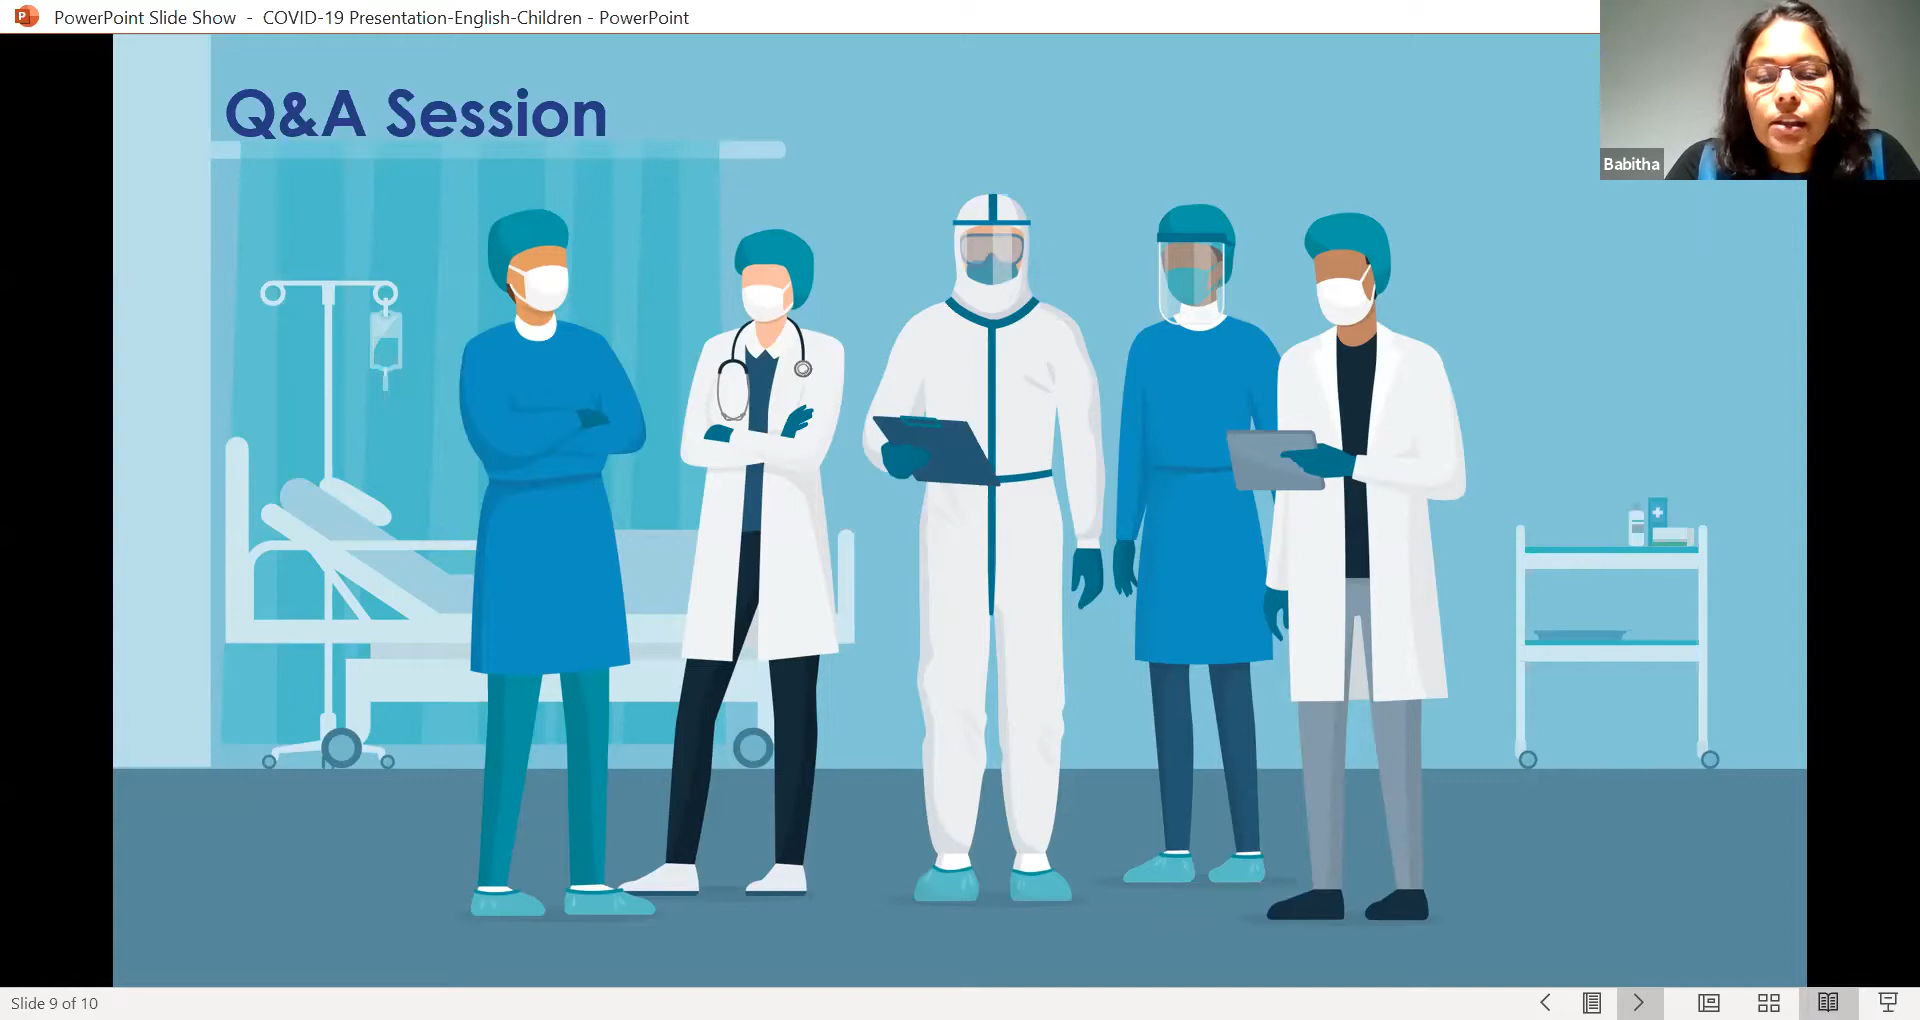 PowerPoint Slide Show - COVID-19 Presentation-English-Children - PowerPoint
Q&A Session
Babitha
Slide 9 of 10